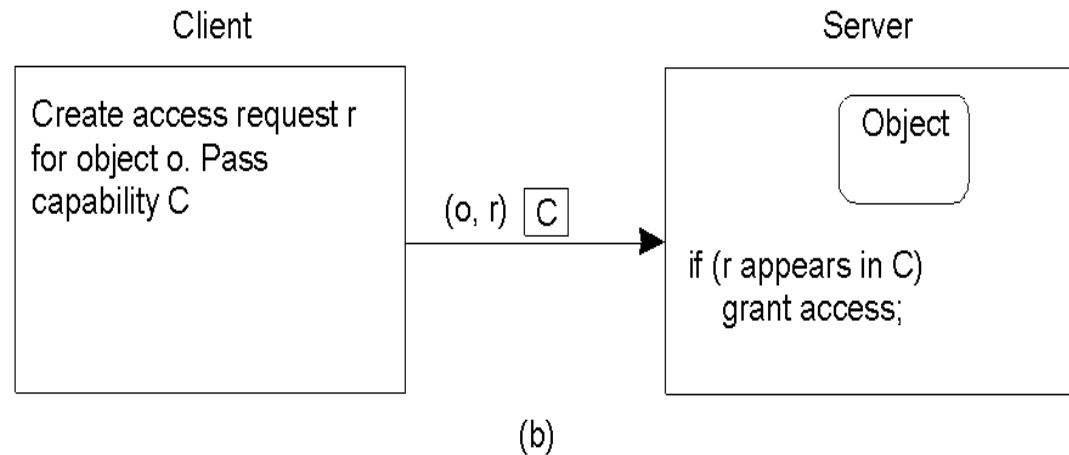 Client
Server
Create access request r
for object o. Pass
capability C
(o, r) C
Object
if (r appears in C)
grant access;
(b)